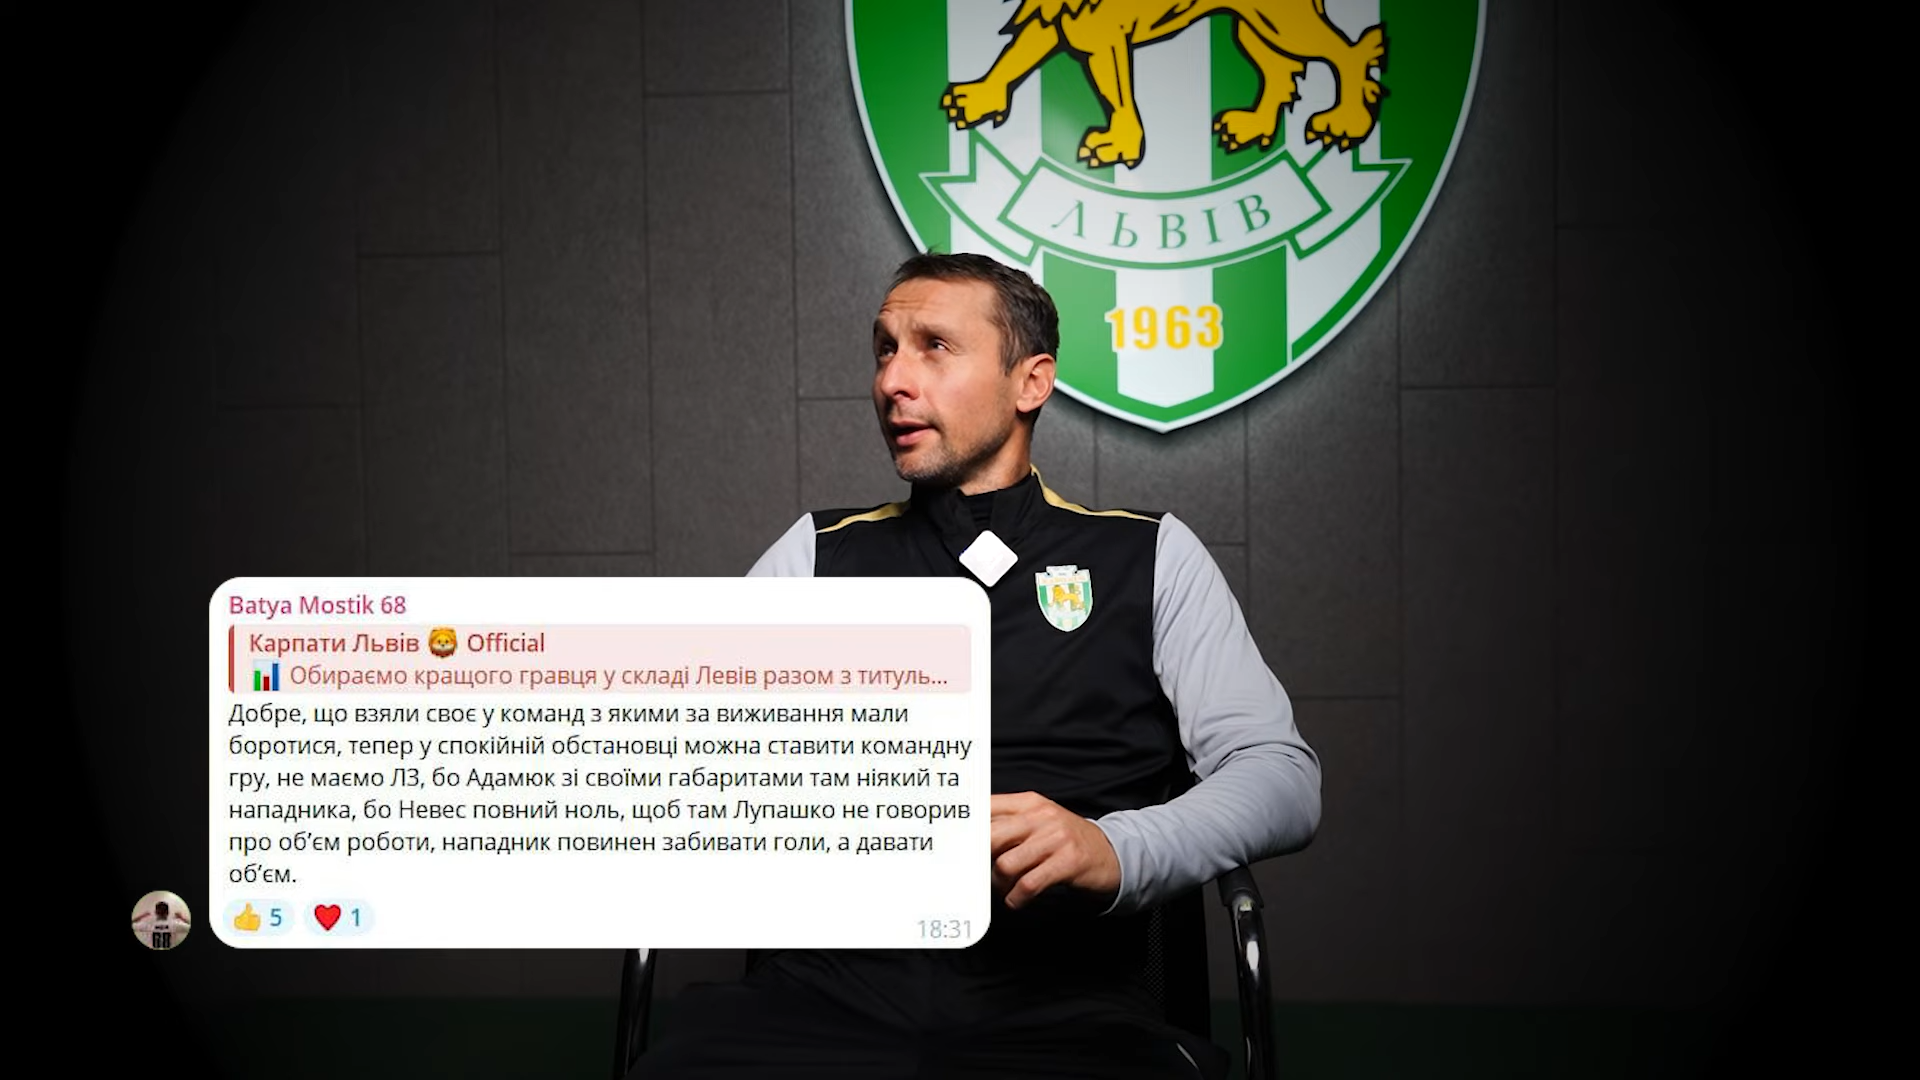 ЛЬВІВ
1963
Batya Mostik 68
Карпати Львів 🦁 Official
📊 Обираємо кращого гравця у складі Левів разом з титуль...
Добре, що взяли своє у команд з якими за виживання мали
боротися, тепер у спокійній обстановці можна ставити командну
гру, не маємо ЛЗ, бо Адамюк зі своїми габаритами там ніякий та
нападника, бо Невес повний ноль, щоб там Лупашко не говорив
про об’єм роботи, нападник повинен забивати голи, а давати
об’єм.
👍 5 ❤️ 1
18:31
68